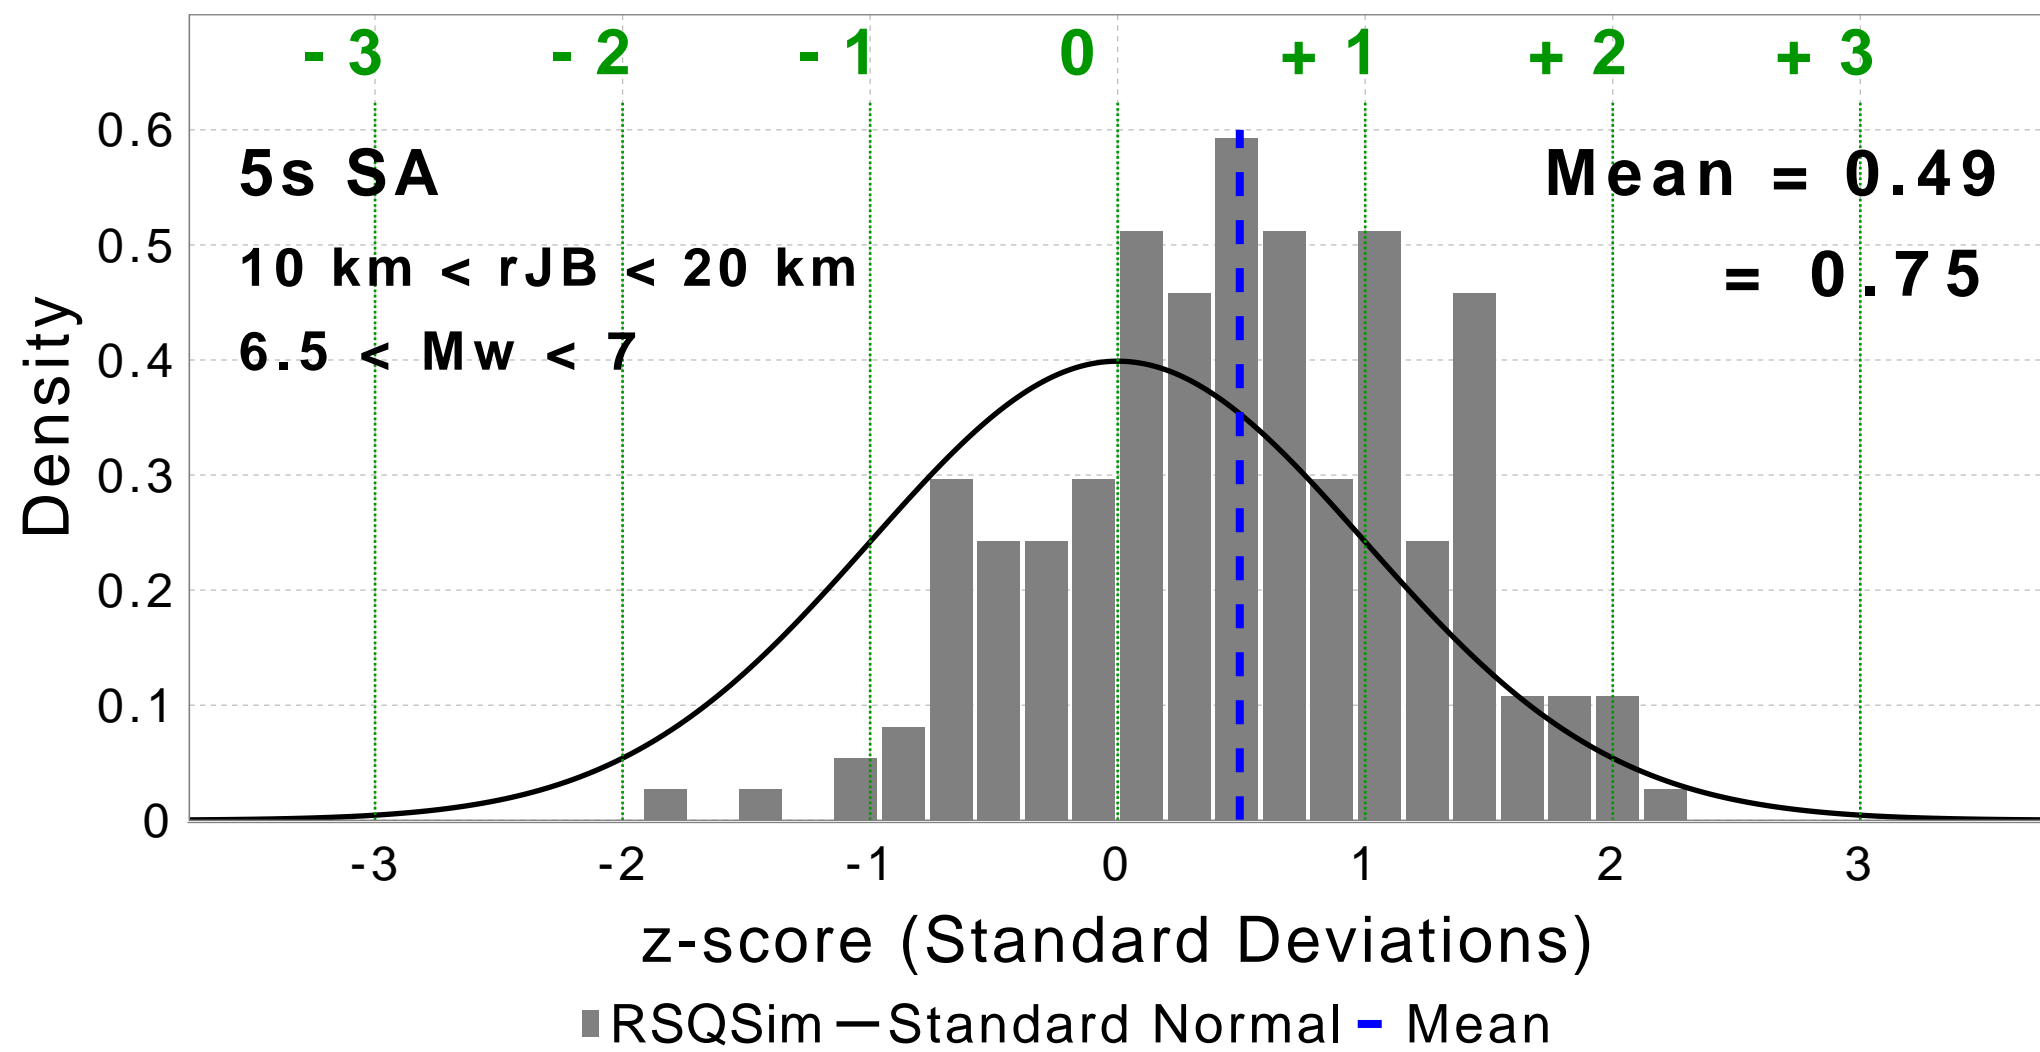 - 3 - 2 - 1 0 + 1 + 2 + 3
0.6
0.5
0.4
0.3
0.2
0.1
0
Density
5s SA
10 km < rJB < 20 km
6.5 < Mw < 7
Mean = 0.49
= 0.75
-3 -2 -1 0 1 2 3
z-score (Standard Deviations)
RSQSim Standard Normal Mean